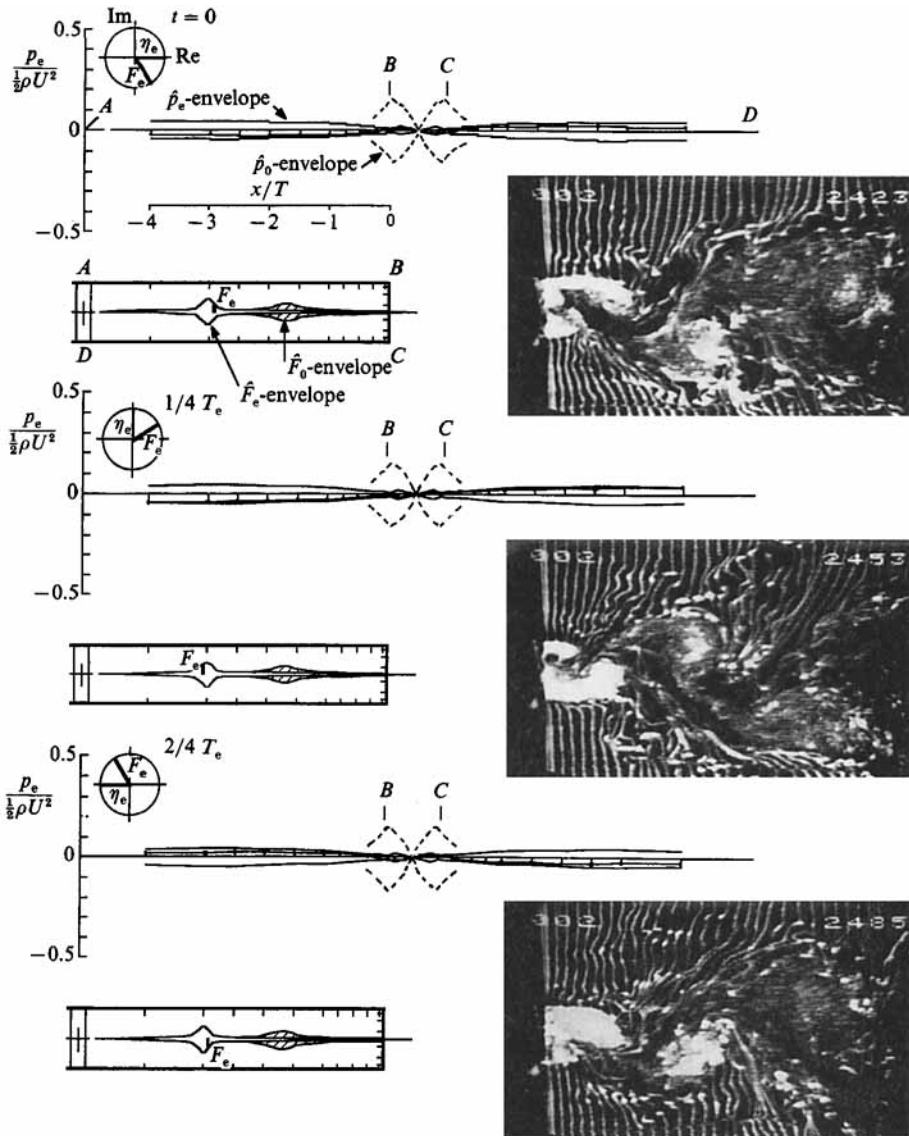 Im t = 0
0.5
η_e
Re
F_e
p_e
½ρU²
B C
p̂_e-envelope
A
D
0
p̂_0-envelope
x/T
−4 −3 −2 −1 0
−0.5
302 2423
A B
F_e
F̂_0-envelope
D C
F̂_e-envelope
0.5
1/4 T_e
η_e
F_e
p_e
½ρU²
B C
0
302 2453
−0.5
F_e
0.5
2/4 T_e
F_e
η_e
p_e
½ρU²
B C
0
302 2485
−0.5
F_e